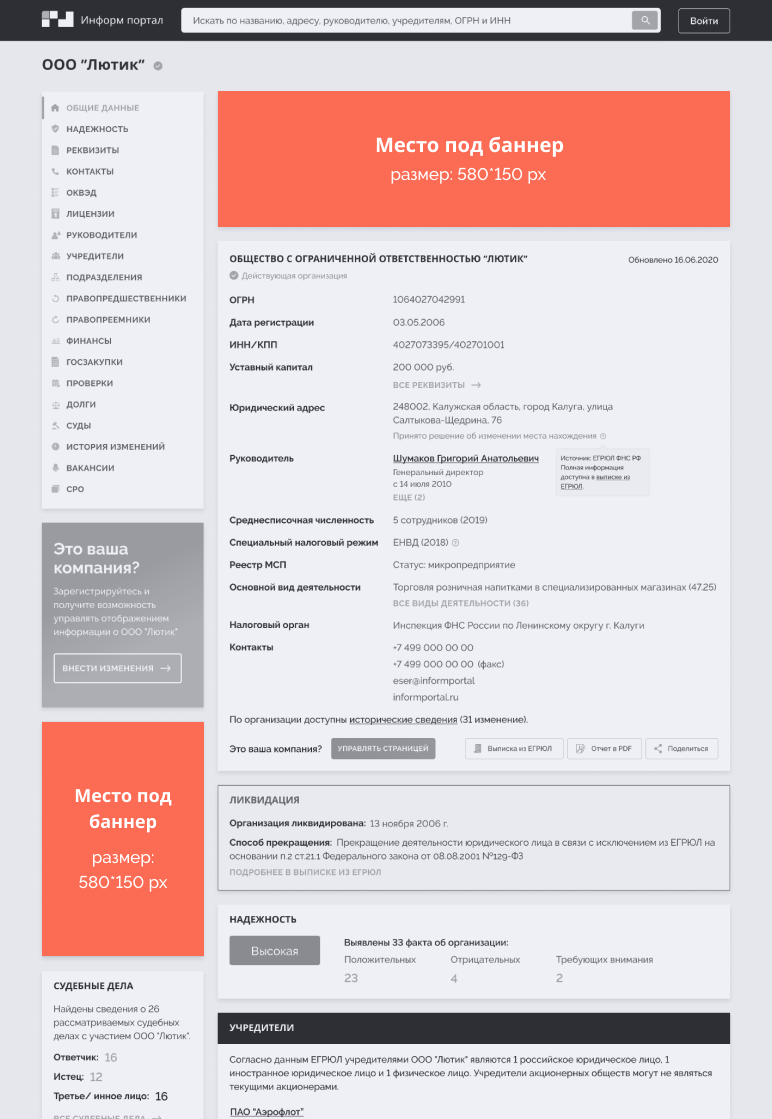 Информ портал
Искать по названию, адресу, руководителю, учредителям, ОГРН и ИНН
Войти
ООО "Лютик"
ОБЩИЕ ДАННЫЕ
НАДЕЖНОСТЬ
РЕКВИЗИТЫ
КОНТАКТЫ
ОКВЭД
ЛИЦЕНЗИИ
РУКОВОДИТЕЛИ
УЧРЕДИТЕЛИ
ПОДРАЗДЕЛЕНИЯ
ПРАВОПРЕДШЕСТВЕННИКИ
ПРАВОПРЕЕМНИКИ
ФИНАНСЫ
ГОСЗАКУПКИ
ПРОВЕРКИ
ДОЛГИ
СУДЫ
ИСТОРИЯ ИЗМЕНЕНИЙ
ВАКАНСИИ
СРО
Это ваша
компания?
Зарегистрируйтесь и
получите возможность
управлять отображением
информации о ООО "Лютик"
ВНЕСТИ ИЗМЕНЕНИЯ →
Место под
баннер
размер:
580*150 px
СУДЕБНЫЕ ДЕЛА
Найдены сведения о 26
рассматриваемых судебных
делах с участием ООО "Лютик".
Ответчик: 16
Истец: 12
Третье/ иное лицо: 16
ВСЕ СУДЕБНЫЕ ДЕЛА →
Место под баннер
размер: 580*150 px
ОБЩЕСТВО С ОГРАНИЧЕННОЙ ОТВЕТСТВЕННОСТЬЮ "ЛЮТИК"
Обновлено 16.06.2020
Действующая организация
ОГРН 1064027042991
Дата регистрации 03.05.2006
ИНН/КПП 4027073395/402701001
Уставный капитал 200 000 руб.
ВСЕ РЕКВИЗИТЫ →
Юридический адрес 248002, Калужская область, город Калуга, улица
Салтыкова-Щедрина, 76
Принято решение об изменении места нахождения
Руководитель Шумаков Григорий Анатольевич
Генеральный директор
с 14 июля 2010
ЕЩЕ (2)
Источник: ЕГРЮЛ ФНС РФ
Полная информация
доступна в выписке из
ЕГРЮЛ.
Среднесписочная численность 5 сотрудников (2019)
Специальный налоговый режим ЕНВД (2018)
Реестр МСП Статус: микропредприятие
Основной вид деятельности Торговля розничная напитками в специализированных магазинах (47.25)
ВСЕ ВИДЫ ДЕЯТЕЛЬНОСТИ (36)
Налоговый орган Инспекция ФНС России по Ленинскому округу г. Калуги
Контакты +7 499 000 00 00
+7 499 000 00 00 (факс)
eser@informportal
informportal.ru
По организации доступны исторические сведения (31 изменение).
Это ваша компания? УПРАВЛЯТЬ СТРАНИЦЕЙ Выписка из ЕГРЮЛ Отчет в PDF Поделиться
ЛИКВИДАЦИЯ
Организация ликвидирована: 13 ноября 2006 г.
Способ прекращения: Прекращение деятельности юридического лица в связи с исключением из ЕГРЮЛ на
основании п.2 ст.21.1 Федерального закона от 08.08.2001 №129-ФЗ
ПОДРОБНЕЕ В ВЫПИСКЕ ИЗ ЕГРЮЛ
НАДЕЖНОСТЬ
Высокая
Выявлены 33 факта об организации:
Положительных Отрицательных Требующих внимания
23 4 2
УЧРЕДИТЕЛИ
Согласно данным ЕГРЮЛ учредителями ООО "Лютик" являются 1 российское юридическое лицо, 1
иностранное юридическое лицо и 1 физическое лицо. Учредители акционерных обществ могут не являться
текущими акционерами.
ПАО "Аэрофлот"